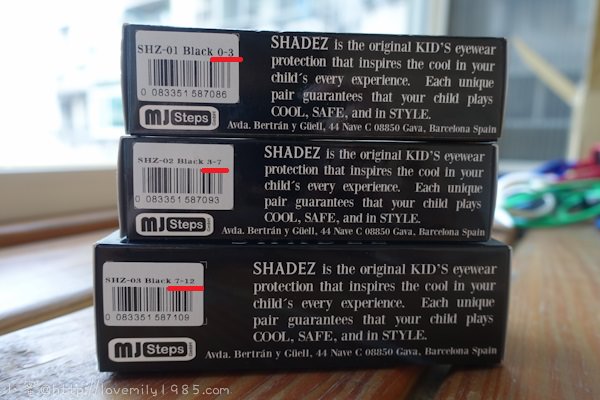 SHZ-01 Black 0-3
0 083351 587086
MJ Steps
SHADEZ is the original KID'S eyewear
protection that inspires the cool in your
child's every experience. Each unique
pair guarantees that your child plays
COOL, SAFE, and in STYLE.
Avda. Bertrán y Güell, 44 Nave C 08850 Gava, Barcelona Spain
SHZ-02 Black 3-7
0 083351 587093
MJ Steps
SHADEZ is the original KID'S eyewear
protection that inspires the cool in your
child's every experience. Each unique
pair guarantees that your child plays
COOL, SAFE, and in STYLE.
Avda. Bertrán y Güell, 44 Nave C 08850 Gava, Barcelona Spain
SHZ-03 Black 7-12
0 083351 587109
MJ Steps
SHADEZ is the original KID'S eyewear
protection that inspires the cool in your
child's every experience. Each unique
pair guarantees that your child plays
COOL, SAFE, and in STYLE.
Avda. Bertrán y Güell, 44 Nave C 08850 Gava, Barcelona Spain
@http://lovemily1985.com